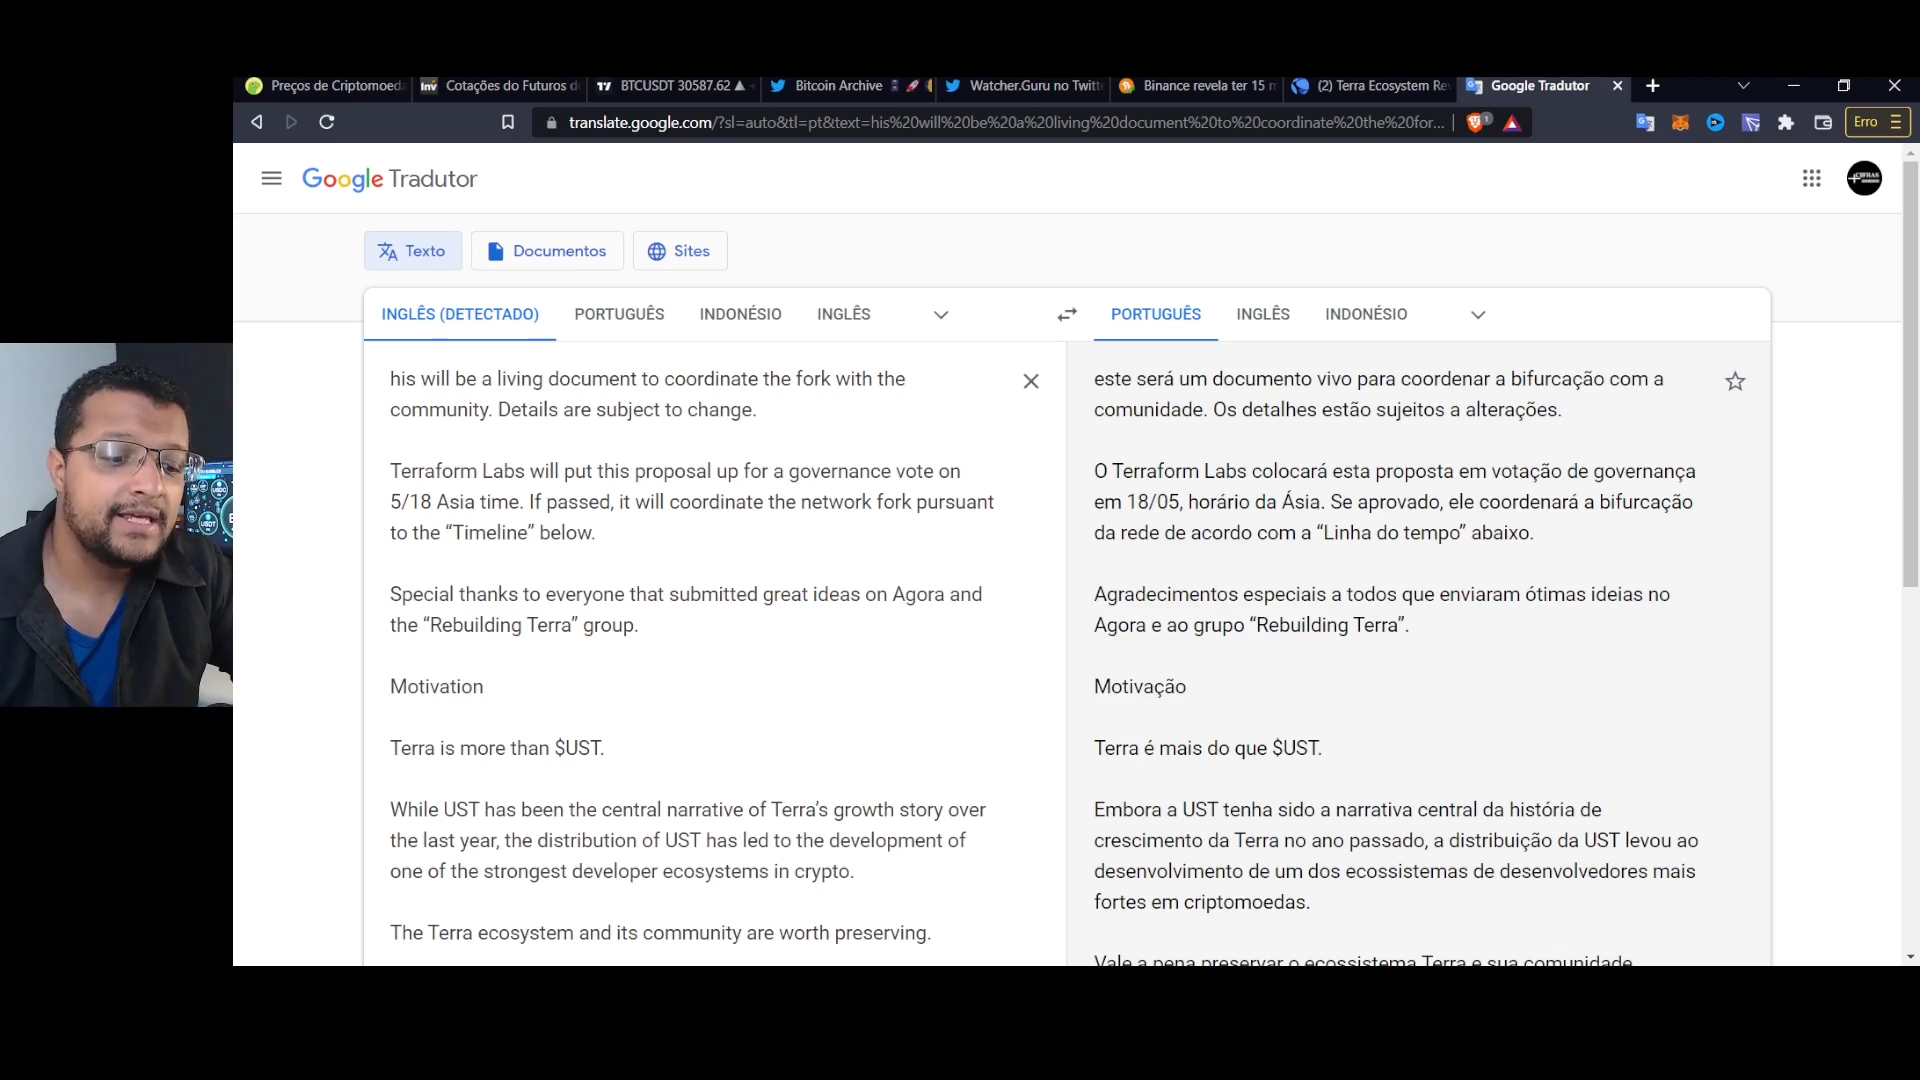 Preços de Criptomoeda
Inv Cotações do Futuros d
BTCUSDT 30587.62 ▲
Bitcoin Archive
Watcher.Guru no Twitt
Binance revela ter 15 m
(2) Terra Ecosystem Re
Google Tradutor
translate.google.com/?sl=auto&tl=pt&text=his%20will%20be%20a%20living%20document%20to%20coordinate%20the%20for...
1
Erro
Google Tradutor
Texto
Documentos
Sites
INGLÊS (DETECTADO)
PORTUGUÊS
INDONÉSIO
INGLÊS
PORTUGUÊS
INGLÊS
INDONÉSIO
his will be a living document to coordinate the fork with the
community. Details are subject to change.
Terraform Labs will put this proposal up for a governance vote on
5/18 Asia time. If passed, it will coordinate the network fork pursuant
to the “Timeline” below.
Special thanks to everyone that submitted great ideas on Agora and
the “Rebuilding Terra” group.
Motivation
Terra is more than $UST.
While UST has been the central narrative of Terra’s growth story over
the last year, the distribution of UST has led to the development of
one of the strongest developer ecosystems in crypto.
The Terra ecosystem and its community are worth preserving.
este será um documento vivo para coordenar a bifurcação com a
comunidade. Os detalhes estão sujeitos a alterações.
O Terraform Labs colocará esta proposta em votação de governança
em 18/05, horário da Ásia. Se aprovado, ele coordenará a bifurcação
da rede de acordo com a “Linha do tempo” abaixo.
Agradecimentos especiais a todos que enviaram ótimas ideias no
Agora e ao grupo “Rebuilding Terra”.
Motivação
Terra é mais do que $UST.
Embora a UST tenha sido a narrativa central da história de
crescimento da Terra no ano passado, a distribuição da UST levou ao
desenvolvimento de um dos ecossistemas de desenvolvedores mais
fortes em criptomoedas.
Vale a pena preservar o ecossistema Terra e sua comunidade